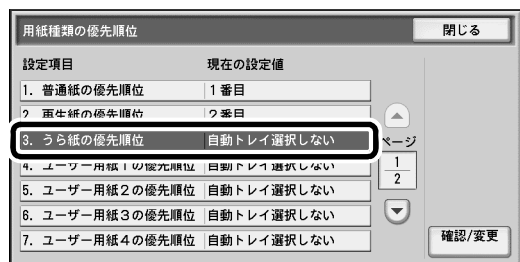 用紙種類の優先順位 閉じる
設定項目 現在の設定値
1. 普通紙の優先順位 1番目
2. 再生紙の優先順位 2番目
3. うら紙の優先順位 自動トレイ選択しない
ページ
4. ユーザー用紙1の優先順位 自動トレイ選択しない
1
2
5. ユーザー用紙2の優先順位 自動トレイ選択しない
6. ユーザー用紙3の優先順位 自動トレイ選択しない
7. ユーザー用紙4の優先順位 自動トレイ選択しない
確認/変更